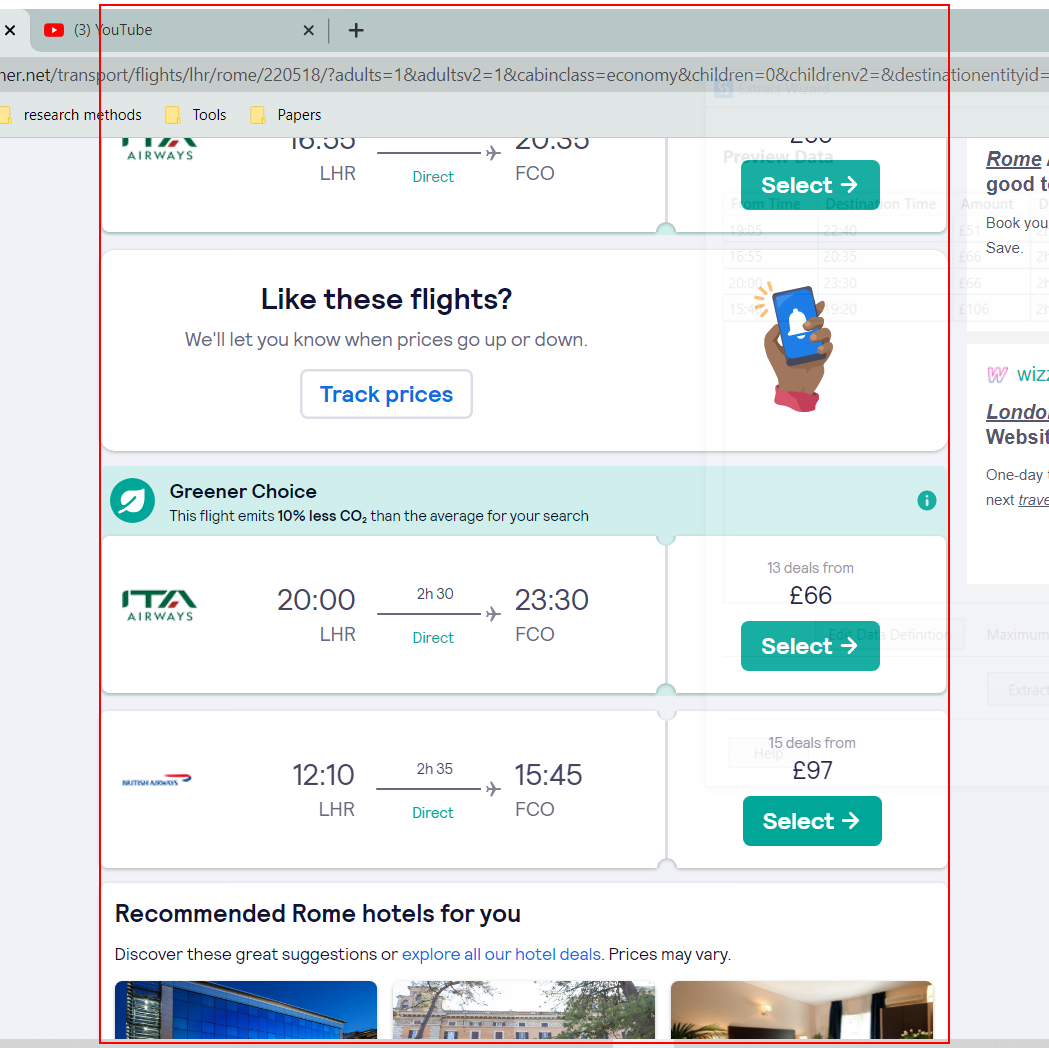 (3) YouTube
ner.net/transport/flights/lhr/rome/220518/?adults=1&adultsv2=1&cabinclass=economy&children=0&childrenv2=&destinationentityid=
Extract Wizard
research methods Tools Papers
ITA
AIRWAYS
16:55 20:35
LHR Direct FCO
£66
Select →
Preview Data
From Time Destination Time Amount D
19:05 22:40 £51 2h
16:55 20:35 £66 2h
20:00 23:30 £66 2h
15:45 19:20 £106 2h
Rome
good t
Book you
Save.
Like these flights?
We'll let you know when prices go up or down.
Track prices
wizz
London
Websit
One-day
next trave
Greener Choice
This flight emits 10% less CO₂ than the average for your search
ITA
AIRWAYS
20:00 2h 30 23:30
LHR Direct FCO
13 deals from
£66
Select →
Edit Data Definition Maximum
Extract
Help
BRITISH AIRWAYS
12:10 2h 35 15:45
LHR Direct FCO
15 deals from
£97
Select →
Recommended Rome hotels for you
Discover these great suggestions or explore all our hotel deals. Prices may vary.